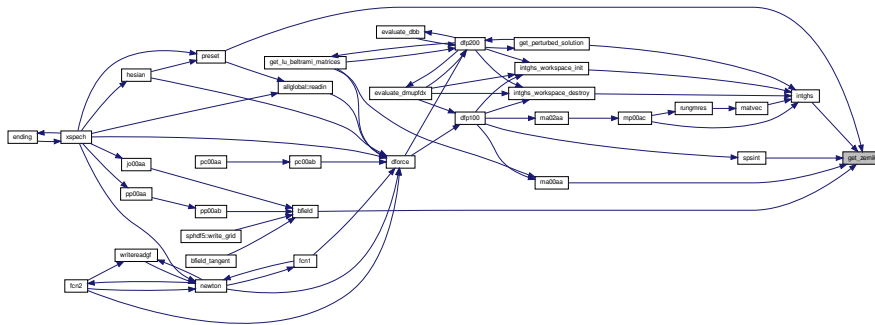 ending
xspech
hesian
preset
allglobal::readin
get_lu_beltrami_matrices
evaluate_dbb
evaluate_dmupfdx
dfp200
get_perturbed_solution
intghs_workspace_init
intghs_workspace_destroy
dfp100
ma02aa
mp00ac
rungmres
matvec
intghs
spsint
ma00aa
jo00aa
pc00aa
pc00ab
dforce
pp00aa
pp00ab
bfield
sphdf5::write_grid
bfield_tangent
writereadgf
fcn1
fcn2
newton